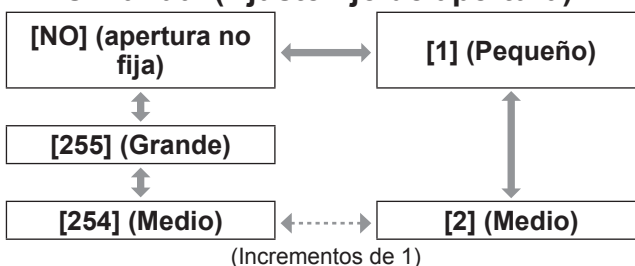 [NO] (apertura no
fija)
[1] (Pequeño)
[255] (Grande)
[254] (Medio)
[2] (Medio)
(Incrementos de 1)